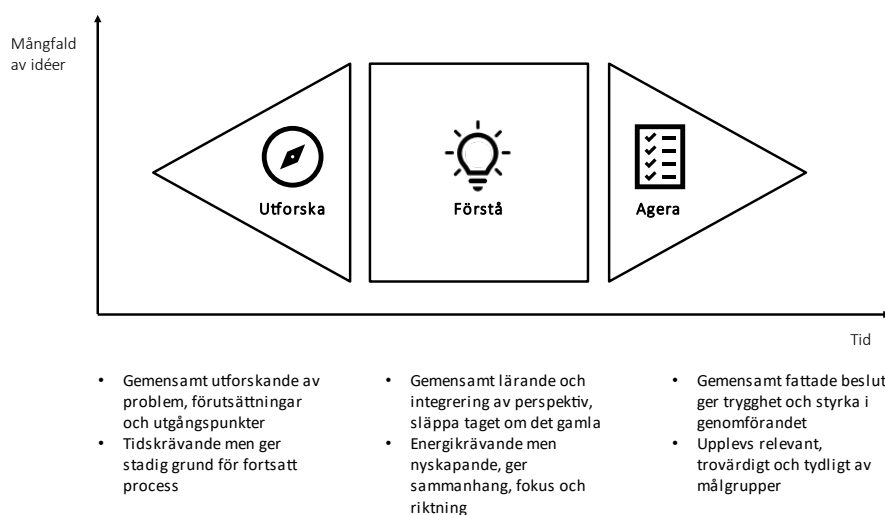 Mångfald
av idéer
Utforska
Förstå
Agera
Tid
• Gemensamt utforskande av
problem, förutsättningar
och utgångspunkter
• Tidskrävande men ger
stadig grund för fortsatt
process
• Gemensamt lärande och
integrering av perspektiv,
släppa taget om det gamla
• Energikrävande men
nyskapande, ger
sammanhang, fokus och
riktning
• Gemensamt fattade beslut
ger trygghet och styrka i
genomförandet
• Upplevs relevant,
trovärdigt och tydligt av
målgrupper